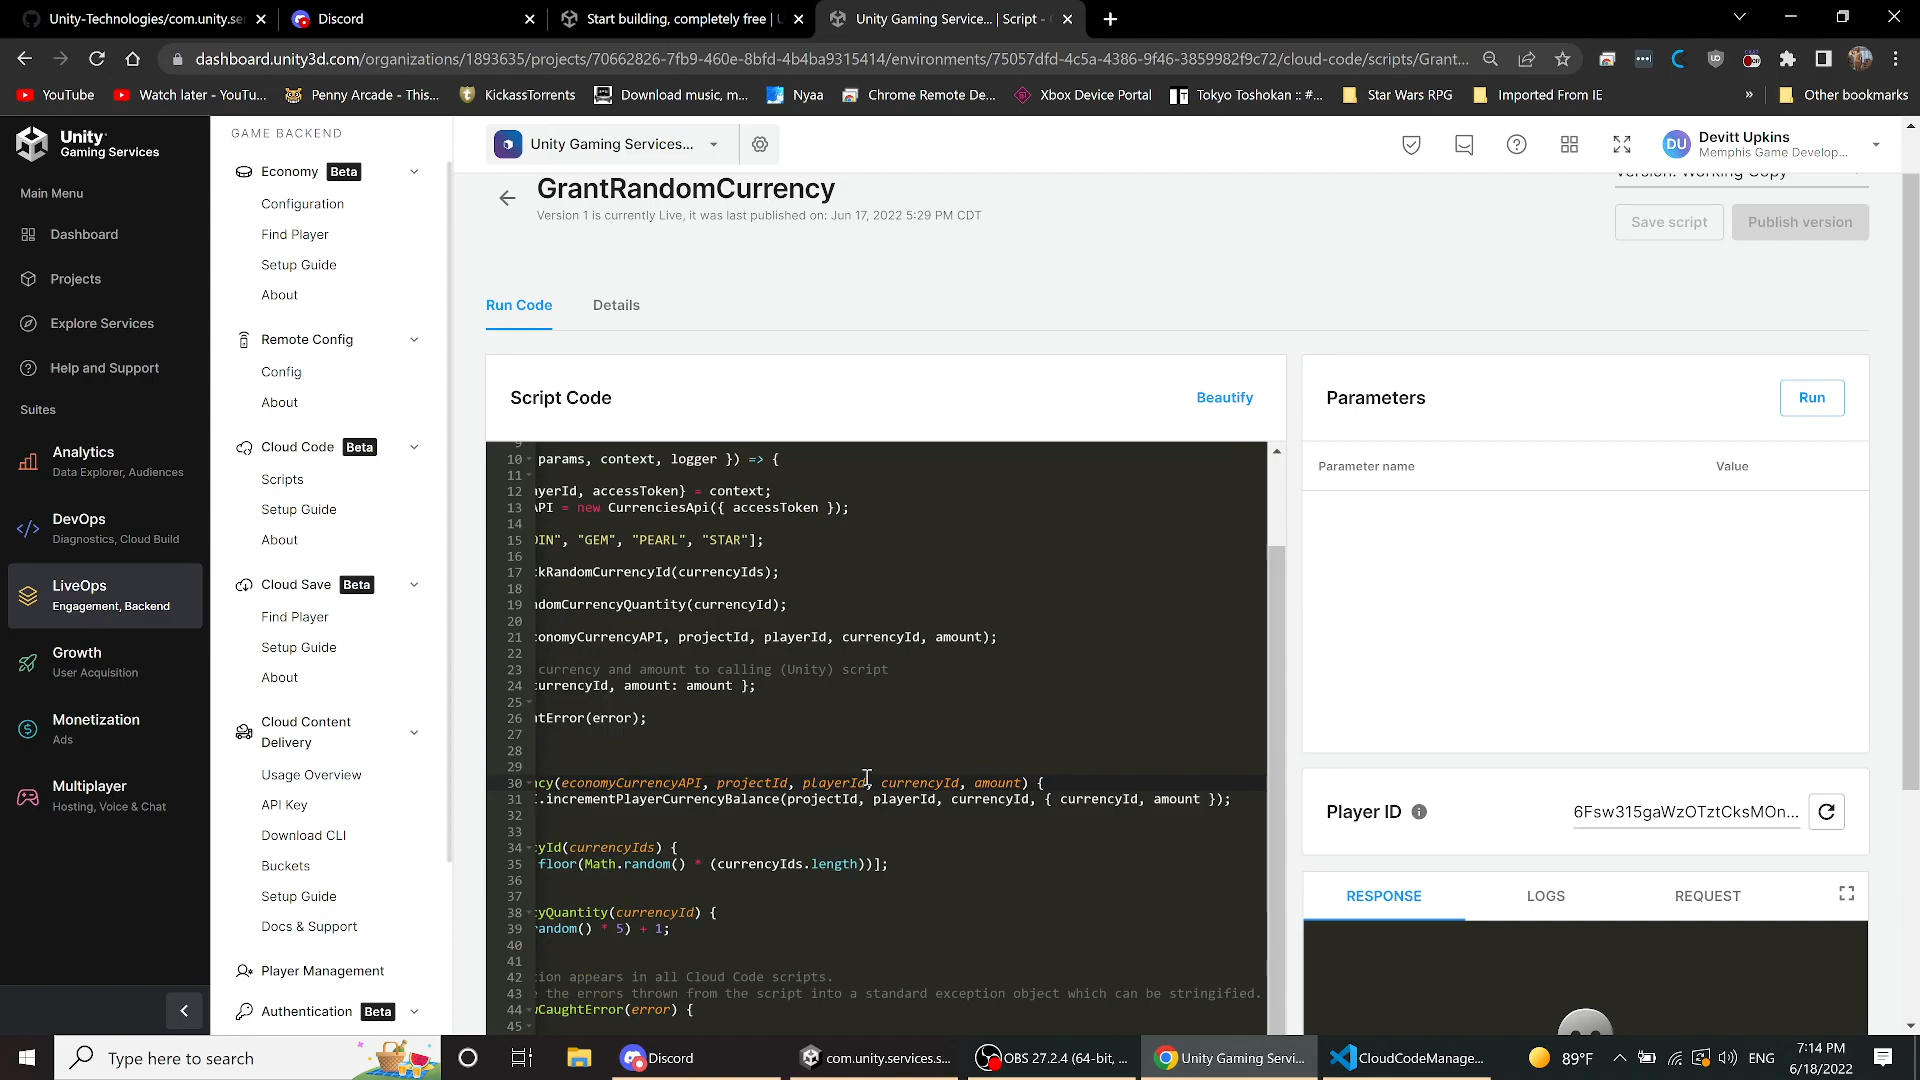 Unity-Technologies/com.unity.se
Discord
Start building, completely free | U
Unity Gaming Service... | Script -
dashboard.unity3d.com/organizations/1893635/projects/70662826-7fb9-460e-8bfd-4b4ba9315414/environments/75057dfd-4c5a-4386-9f46-3859982f9c72/cloud-code/scripts/Grant...
YouTube
Watch later - YouTu...
Penny Arcade - This...
KickassTorrents
Download music, m...
Nyaa
Chrome Remote De...
Xbox Device Portal
Tokyo Toshokan :: #...
Star Wars RPG
Imported From IE
»
Other bookmarks
Unity
Gaming Services
Main Menu
Dashboard
Projects
Explore Services
Help and Support
Suites
Analytics
Data Explorer, Audiences
DevOps
Diagnostics, Cloud Build
LiveOps
Engagement, Backend
Growth
User Acquisition
Monetization
Ads
Multiplayer
Hosting, Voice & Chat
GAME BACKEND
Economy Beta
Configuration
Find Player
Setup Guide
About
Remote Config
Config
About
Cloud Code Beta
Scripts
Setup Guide
About
Cloud Save Beta
Find Player
Setup Guide
About
Cloud Content
Delivery
Usage Overview
API Key
Download CLI
Buckets
Setup Guide
Docs & Support
Player Management
Authentication Beta
Unity Gaming Services...
DU
Devitt Upkins
Memphis Game Develop...
GrantRandomCurrency
Version 1 is currently Live, it was last published on: Jun 17, 2022 5:29 PM CDT
Version: Working Copy
Save script
Publish version
Run Code
Details
Script Code
Beautify
9
10 params, context, logger }) => {
11
12 ayerId, accessToken} = context;
13 API = new CurrenciesApi({ accessToken });
14
15 OIN", "GEM", "PEARL", "STAR"];
16
17 ckRandomCurrencyId(currencyIds);
18
19 ndomCurrencyQuantity(currencyId);
20
21 conomyCurrencyAPI, projectId, playerId, currencyId, amount);
22
23 currency and amount to calling (Unity) script
24 currencyId, amount: amount };
25
26 htError(error);
27
28
29
30 ncy(economyCurrencyAPI, projectId, playerId, currencyId, amount) {
31 I.incrementPlayerCurrencyBalance(projectId, playerId, currencyId, { currencyId, amount });
32
33
34 cyId(currencyIds) {
35 floor(Math.random() * (currencyIds.length))];
36
37
38 cyQuantity(currencyId) {
39 random() * 5) + 1;
40
41
42 tion appears in all Cloud Code scripts.
43 e the errors thrown from the script into a standard exception object which can be stringified.
44 wCaughtError(error) {
45
Parameters
Run
Parameter name
Value
Player ID
6Fsw315gaWzOTztCksMOn...
RESPONSE
LOGS
REQUEST
Type here to search
Discord
com.unity.services.s...
OBS 27.2.4 (64-bit, ...
Unity Gaming Servi...
CloudCodeManage...
89°F
ENG
7:14 PM
6/18/2022